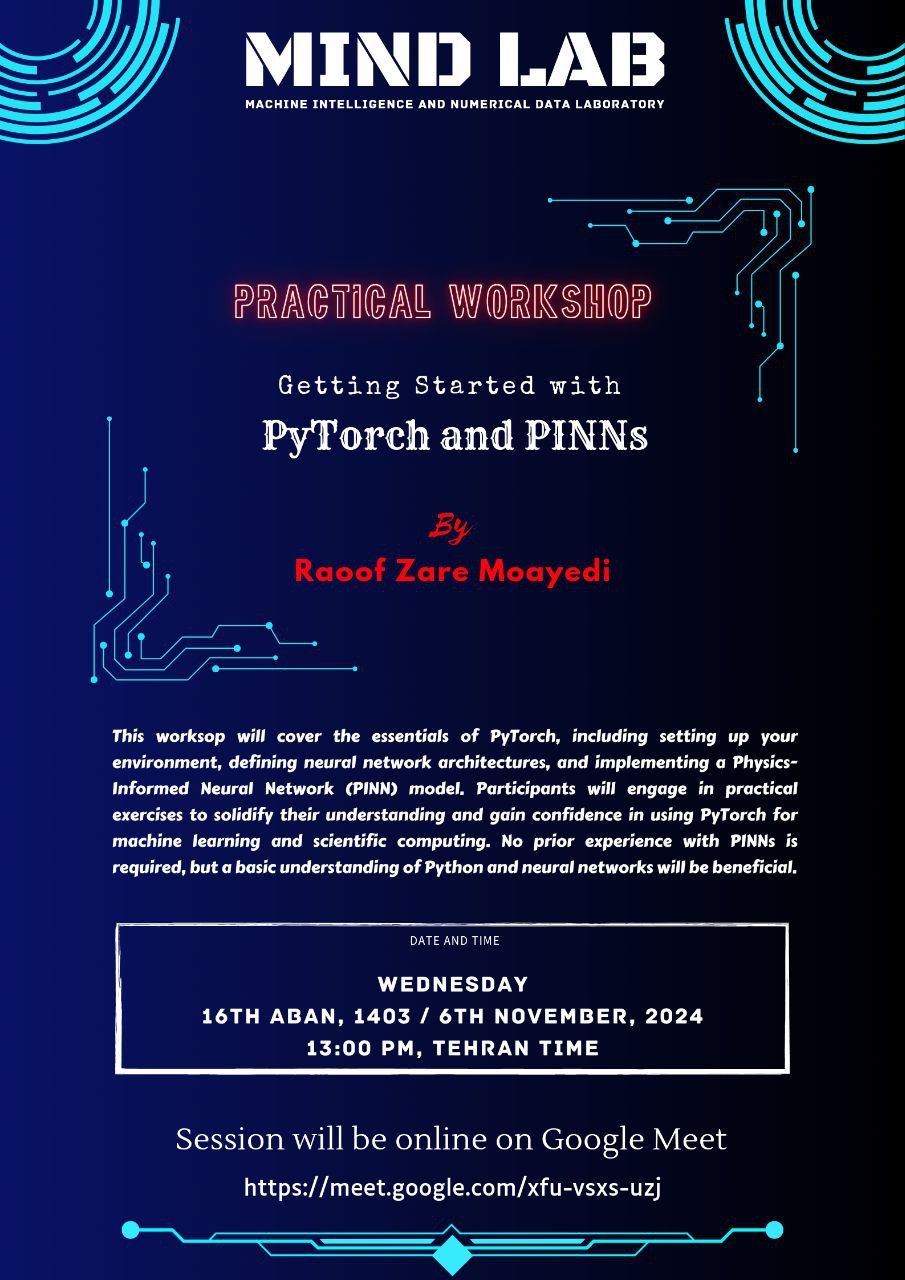 MIND LAB
MACHINE INTELLIGENCE AND NUMERICAL DATA LABORATORY
PRACTICAL WORKSHOP
Getting Started with
PyTorch and PINNs
By
Raoof Zare Moayedi
This worksop will cover the essentials of PyTorch, including setting up your
environment, defining neural network architectures, and implementing a Physics-
Informed Neural Network (PINN) model. Participants will engage in practical
exercises to solidify their understanding and gain confidence in using PyTorch for
machine learning and scientific computing. No prior experience with PINNs is
required, but a basic understanding of Python and neural networks will be beneficial.
DATE AND TIME
WEDNESDAY
16TH ABAN, 1403 / 6TH NOVEMBER, 2024
13:00 PM, TEHRAN TIME
Session will be online on Google Meet
https://meet.google.com/xfu-vsxs-uzj